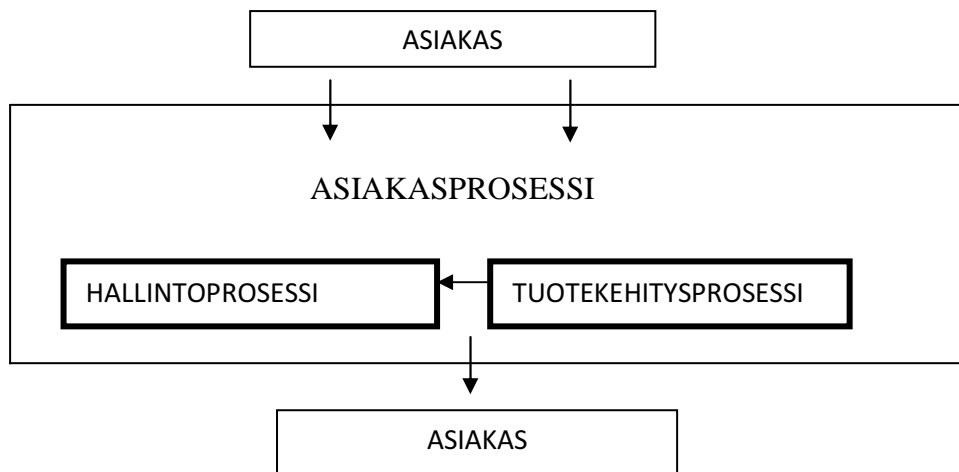 ASIAKAS
ASIAKASPROSESSI
HALLINTOPROSESSI
TUOTEKEHITYSPROSESSI
ASIAKAS